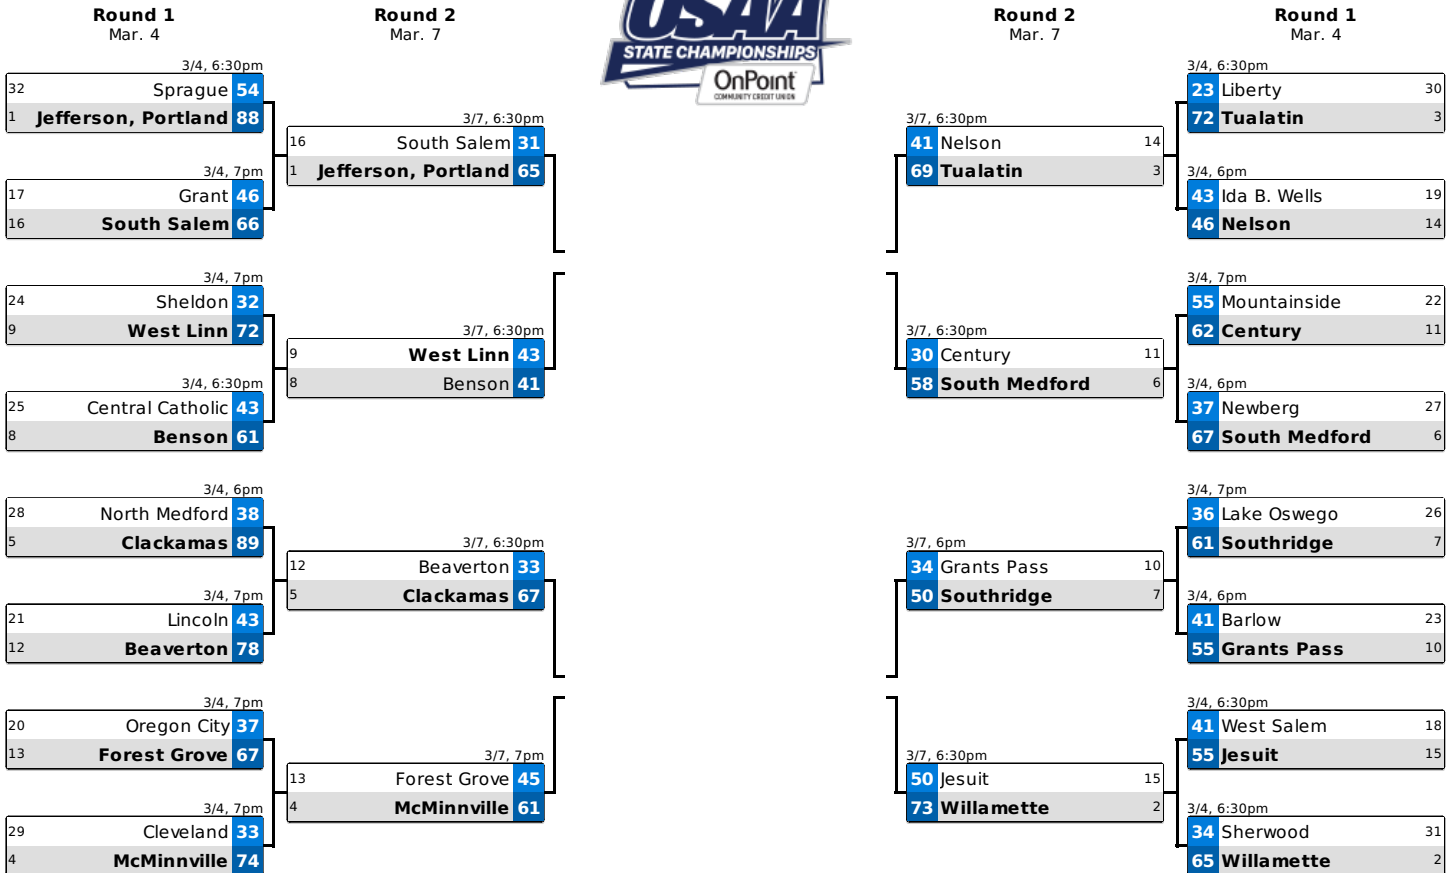 Round 1
Mar. 4
Round 2
Mar. 7
USAA
STATE CHAMPIONSHIPS
OnPoint
COMMUNITY CREDIT UNION
Round 2
Mar. 7
Round 1
Mar. 4
3/4, 6:30pm
32 Sprague 54
1 Jefferson, Portland 88
3/4, 7pm
17 Grant 46
16 South Salem 66
3/4, 7pm
24 Sheldon 32
9 West Linn 72
3/4, 6:30pm
25 Central Catholic 43
8 Benson 61
3/4, 6pm
28 North Medford 38
5 Clackamas 89
3/4, 7pm
21 Lincoln 43
12 Beaverton 78
3/4, 7pm
20 Oregon City 37
13 Forest Grove 67
3/4, 7pm
29 Cleveland 33
4 McMinnville 74
3/7, 6:30pm
16 South Salem 31
1 Jefferson, Portland 65
3/7, 6:30pm
9 West Linn 43
8 Benson 41
3/7, 6:30pm
12 Beaverton 33
5 Clackamas 67
3/7, 7pm
13 Forest Grove 45
4 McMinnville 61
3/7, 6:30pm
41 Nelson 14
69 Tualatin 3
3/7, 6:30pm
30 Century 11
58 South Medford 6
3/7, 6pm
34 Grants Pass 10
50 Southridge 7
3/7, 6:30pm
50 Jesuit 15
73 Willamette 2
3/4, 6:30pm
23 Liberty 30
72 Tualatin 3
3/4, 6pm
43 Ida B. Wells 19
46 Nelson 14
3/4, 7pm
55 Mountainside 22
62 Century 11
3/4, 6pm
37 Newberg 27
67 South Medford 6
3/4, 7pm
36 Lake Oswego 26
61 Southridge 7
3/4, 6pm
41 Barlow 23
55 Grants Pass 10
3/4, 6:30pm
41 West Salem 18
55 Jesuit 15
3/4, 6:30pm
34 Sherwood 31
65 Willamette 2